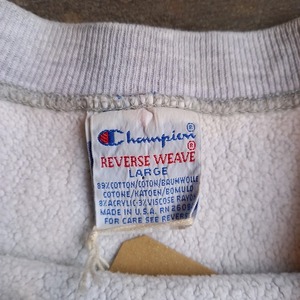 Champion ®
REVERSE WEAVE ®
LARGE
89% COTTON/COTON/BAUMWOLLE
COTONE/KATOEN/BOMULD
8% ACRYLIC-3% VISCOSE RAYON
MADE IN U.S.A. RN 26094
FOR CARE SEE REVERSE